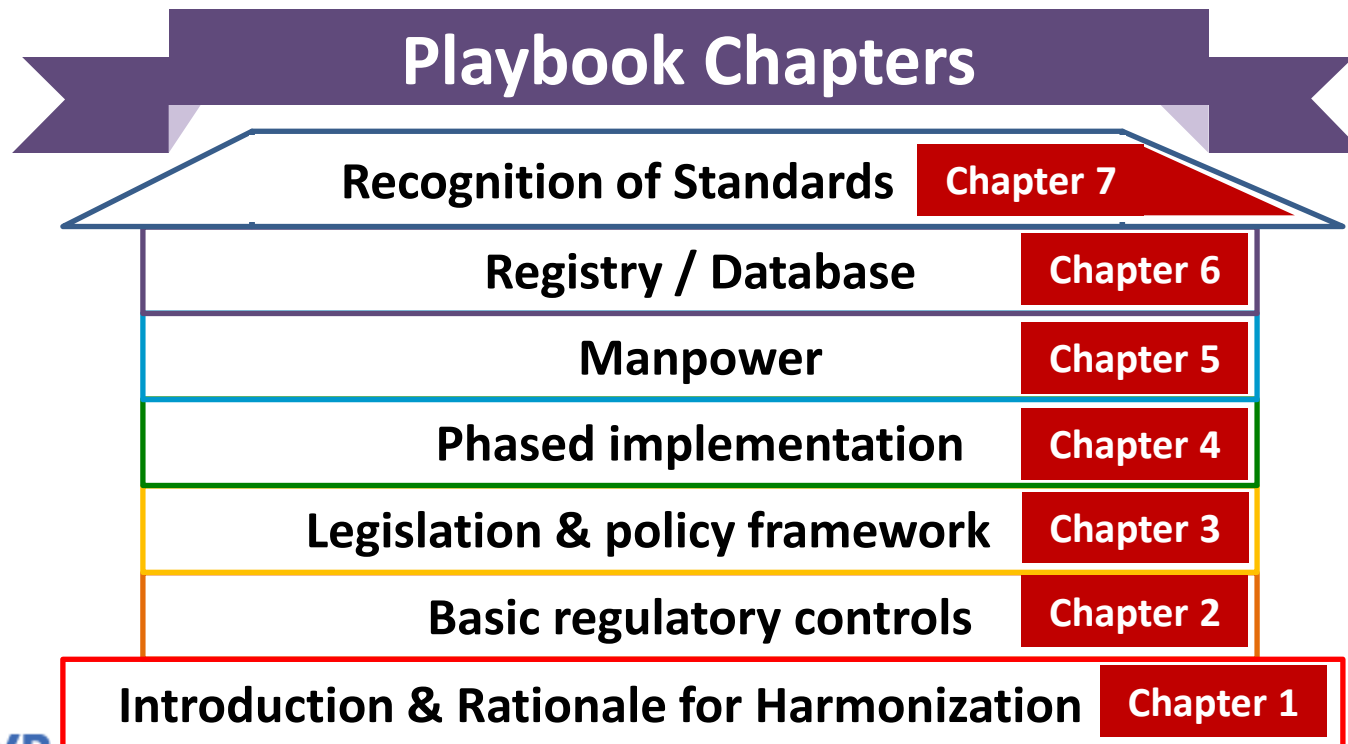 Playbook Chapters
Recognition of Standards Chapter 7
Registry / Database Chapter 6
Manpower Chapter 5
Phased implementation Chapter 4
Legislation & policy framework Chapter 3
Basic regulatory controls Chapter 2
Introduction & Rationale for Harmonization Chapter 1